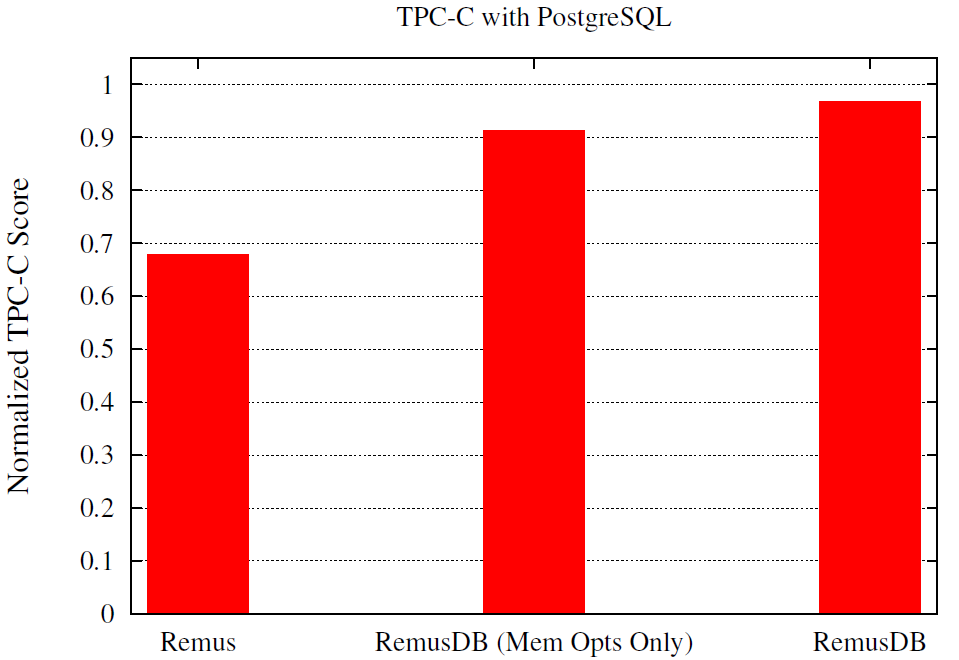 TPC-C with PostgreSQL
Normalized TPC-C Score
1
0.9
0.8
0.7
0.6
0.5
0.4
0.3
0.2
0.1
0
Remus
RemusDB (Mem Opts Only)
RemusDB